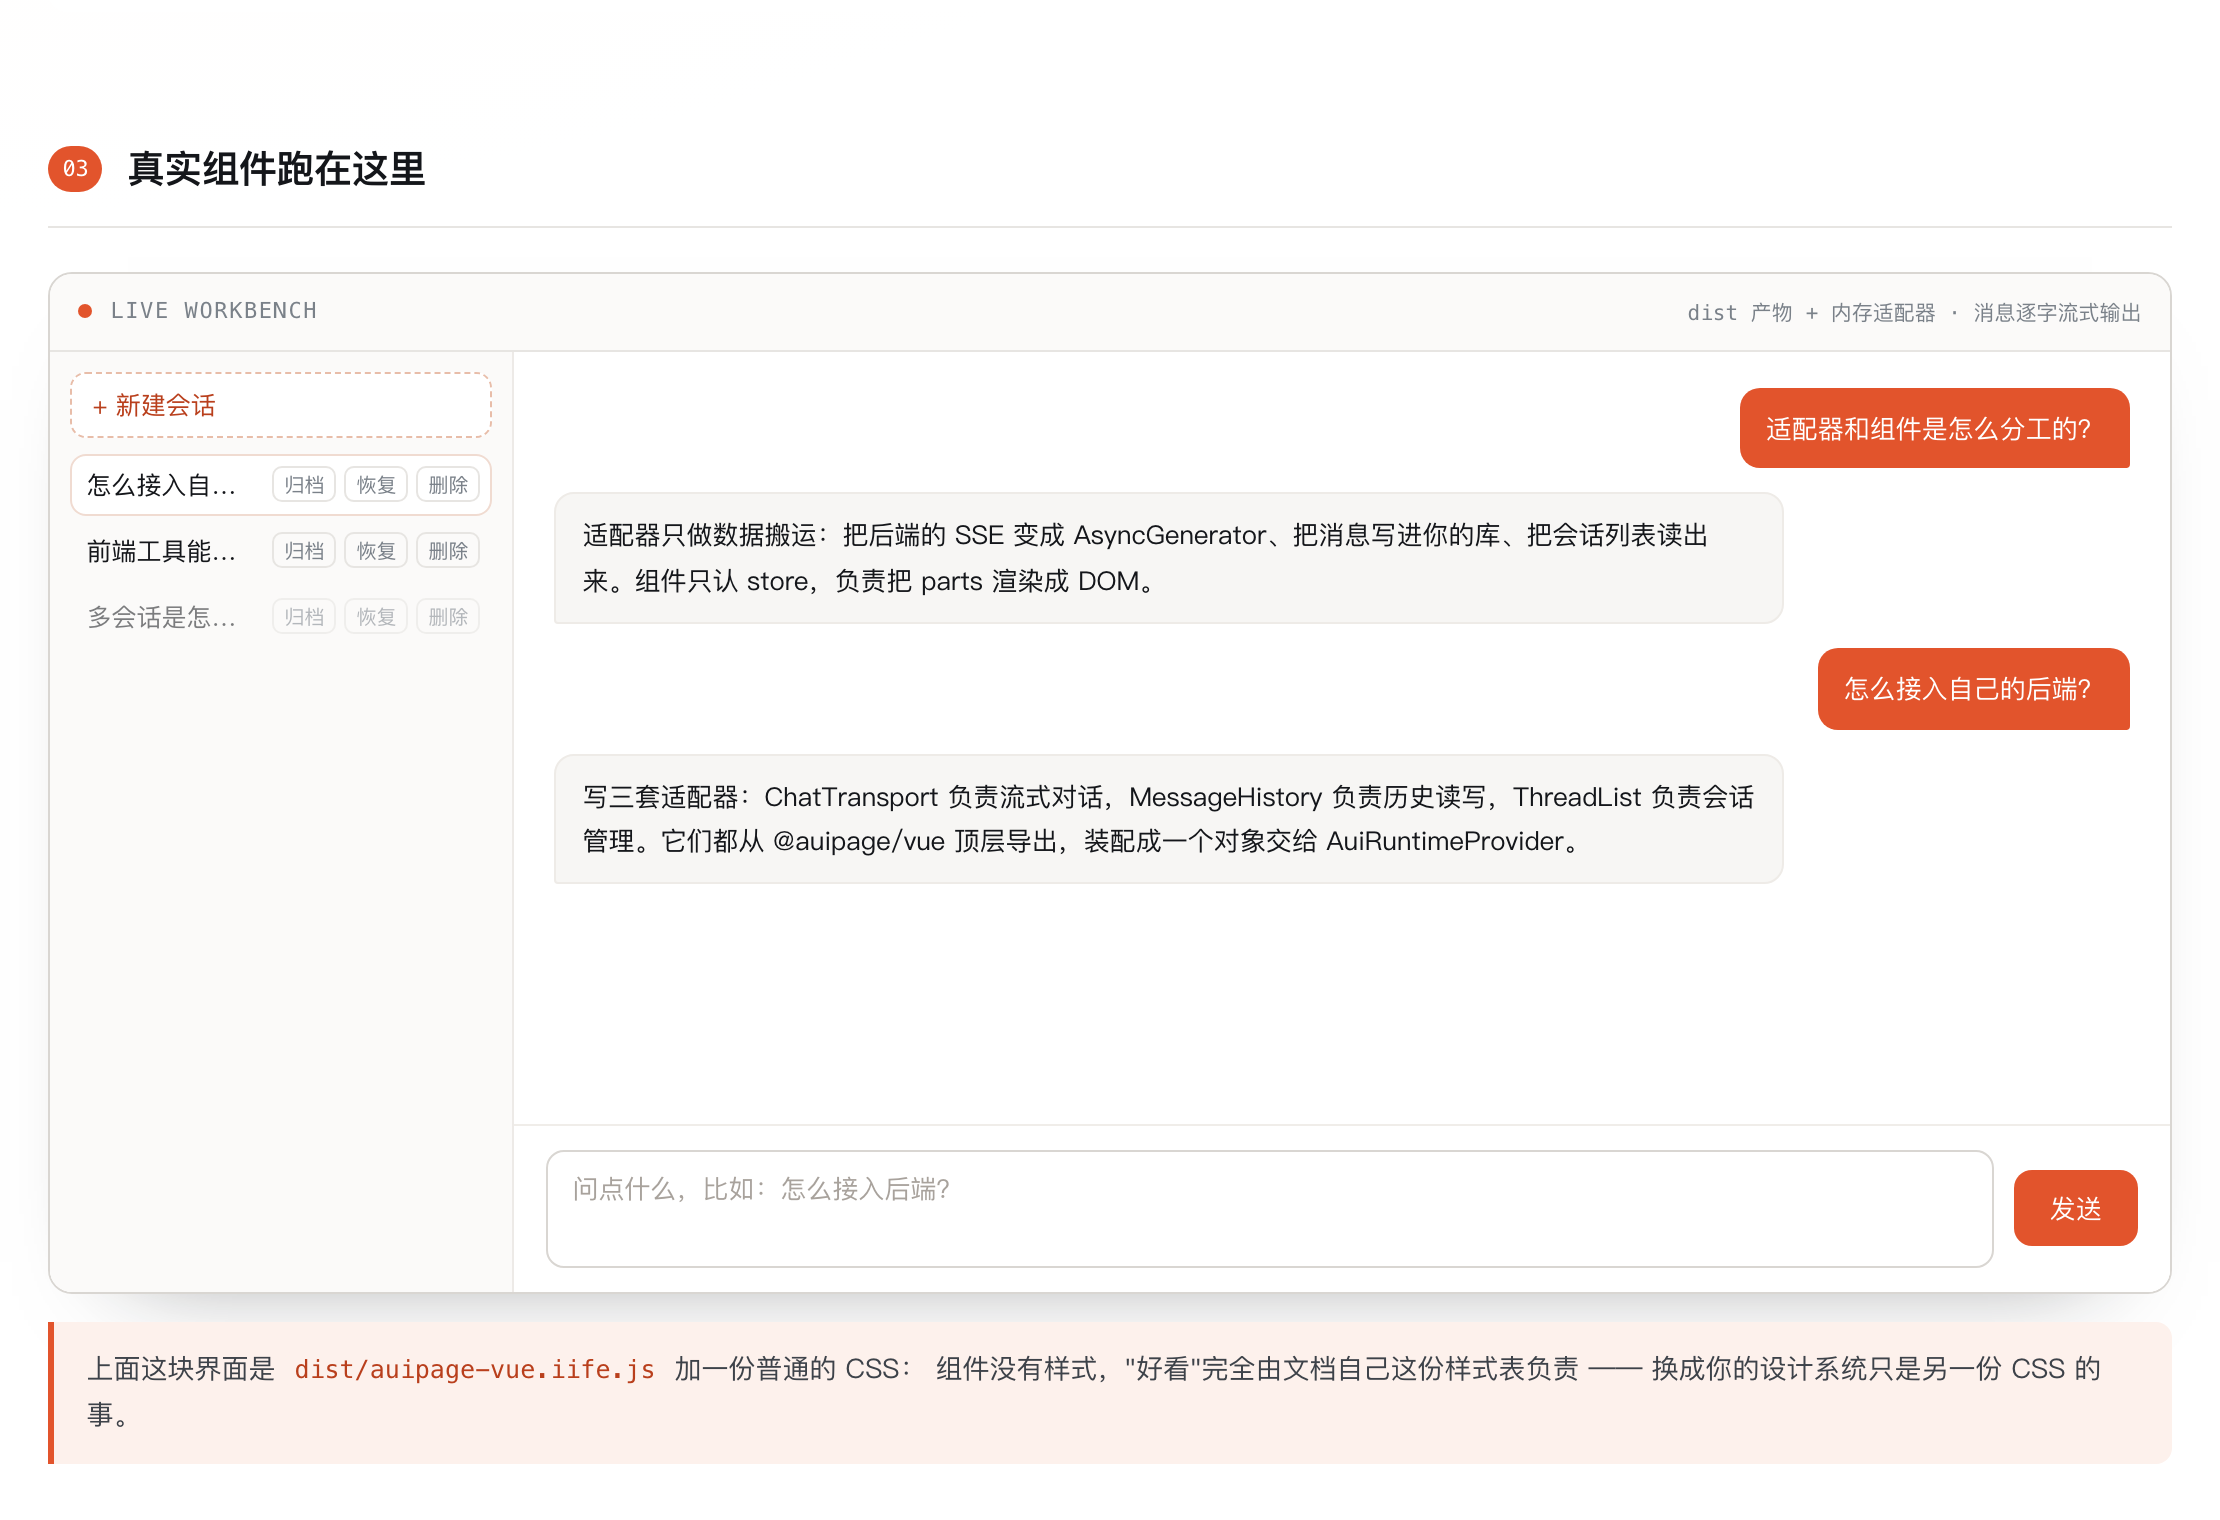 03 真实组件跑在这里
LIVE WORKBENCH
dist 产物 + 内存适配器 · 消息逐字流式输出
+ 新建会话
怎么接入自… 归档 恢复 删除
前端工具能… 归档 恢复 删除
多会话是怎… 归档 恢复 删除
适配器和组件是怎么分工的？
适配器只做数据搬运：把后端的 SSE 变成 AsyncGenerator、把消息写进你的库、把会话列表读出
来。组件只认 store，负责把 parts 渲染成 DOM。
怎么接入自己的后端？
写三套适配器：ChatTransport 负责流式对话，MessageHistory 负责历史读写，ThreadList 负责会话
管理。它们都从 @auipage/vue 顶层导出，装配成一个对象交给 AuiRuntimeProvider。
问点什么，比如：怎么接入后端？
发送
上面这块界面是 dist/auipage-vue.iife.js 加一份普通的 CSS： 组件没有样式，"好看"完全由文档自己这份样式表负责 —— 换成你的设计系统只是另一份 CSS 的
事。